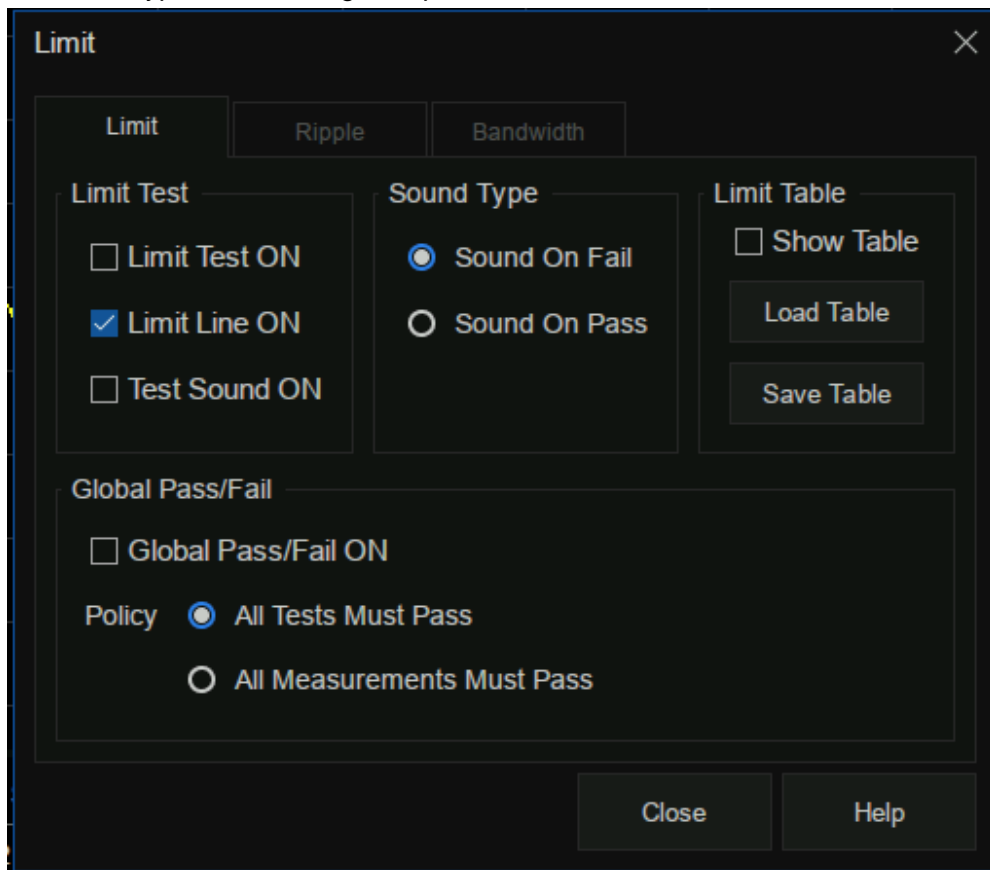 Limit
Limit Ripple Bandwidth
Limit Test
Limit Test ON
Limit Line ON
Test Sound ON
Sound Type
Sound On Fail
Sound On Pass
Limit Table
Show Table
Load Table
Save Table
Global Pass/Fail
Global Pass/Fail ON
Policy All Tests Must Pass
All Measurements Must Pass
Close Help